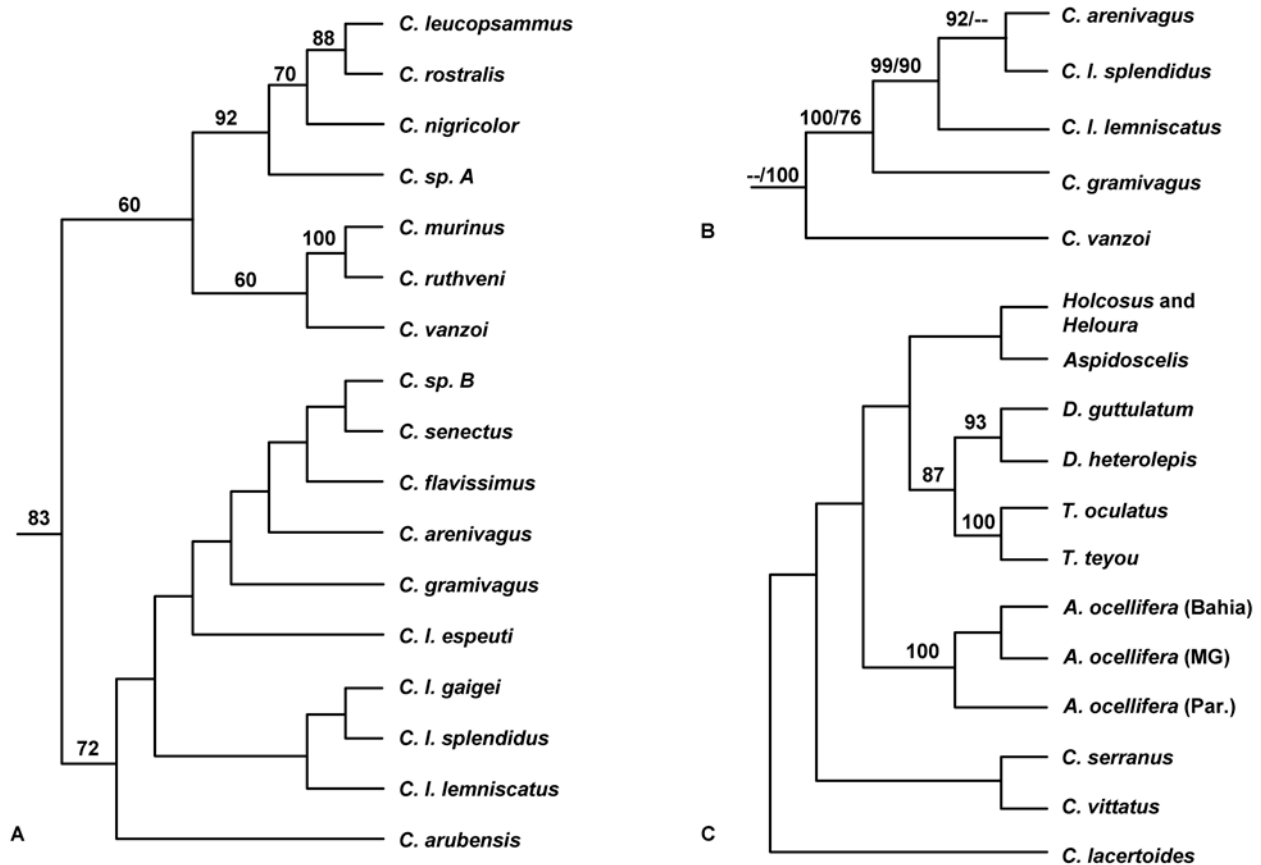 C. leucopsammus
88
C. rostralis
70
C. nigricolor
92
C. sp. A
60
C. murinus
100
C. ruthveni
60
C. vanzoi
C. sp. B
C. senectus
C. flavissimus
83
C. arenivagus
C. gramivagus
C. l. espeuti
C. l. gaigei
C. l. splendidus
72
C. l. lemniscatus
C. arubensis
A
C. arenivagus
92/--
C. l. splendidus
99/90
C. l. lemniscatus
100/76
C. gramivagus
--/100
C. vanzoi
B
Holcosus and
Heloura
Aspidoscelis
D. guttulatum
93
D. heterolepis
87
T. oculatus
100
T. teyou
A. ocellifera (Bahia)
A. ocellifera (MG)
100
A. ocellifera (Par.)
C. serranus
C. vittatus
C. lacertoides
C